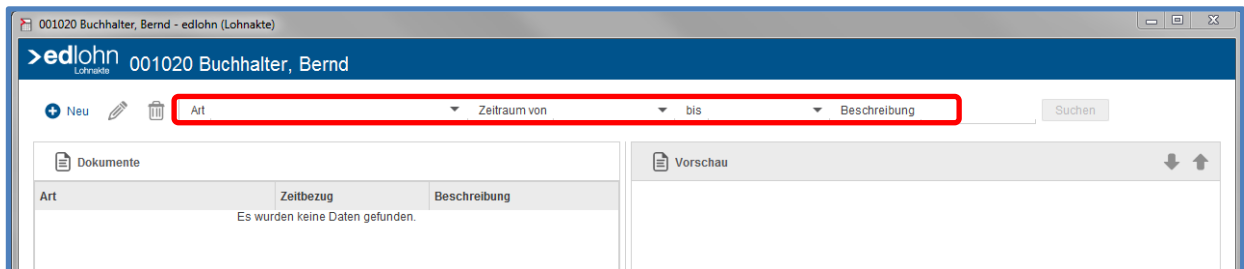 001020 Buchhalter, Bernd - edlohn (Lohnakte)
>edlohn 001020 Buchhalter, Bernd
Lohnakte
Neu Art Zeitraum von bis Beschreibung Suchen
Dokumente Vorschau
Art Zeitbezug Beschreibung
Es wurden keine Daten gefunden.